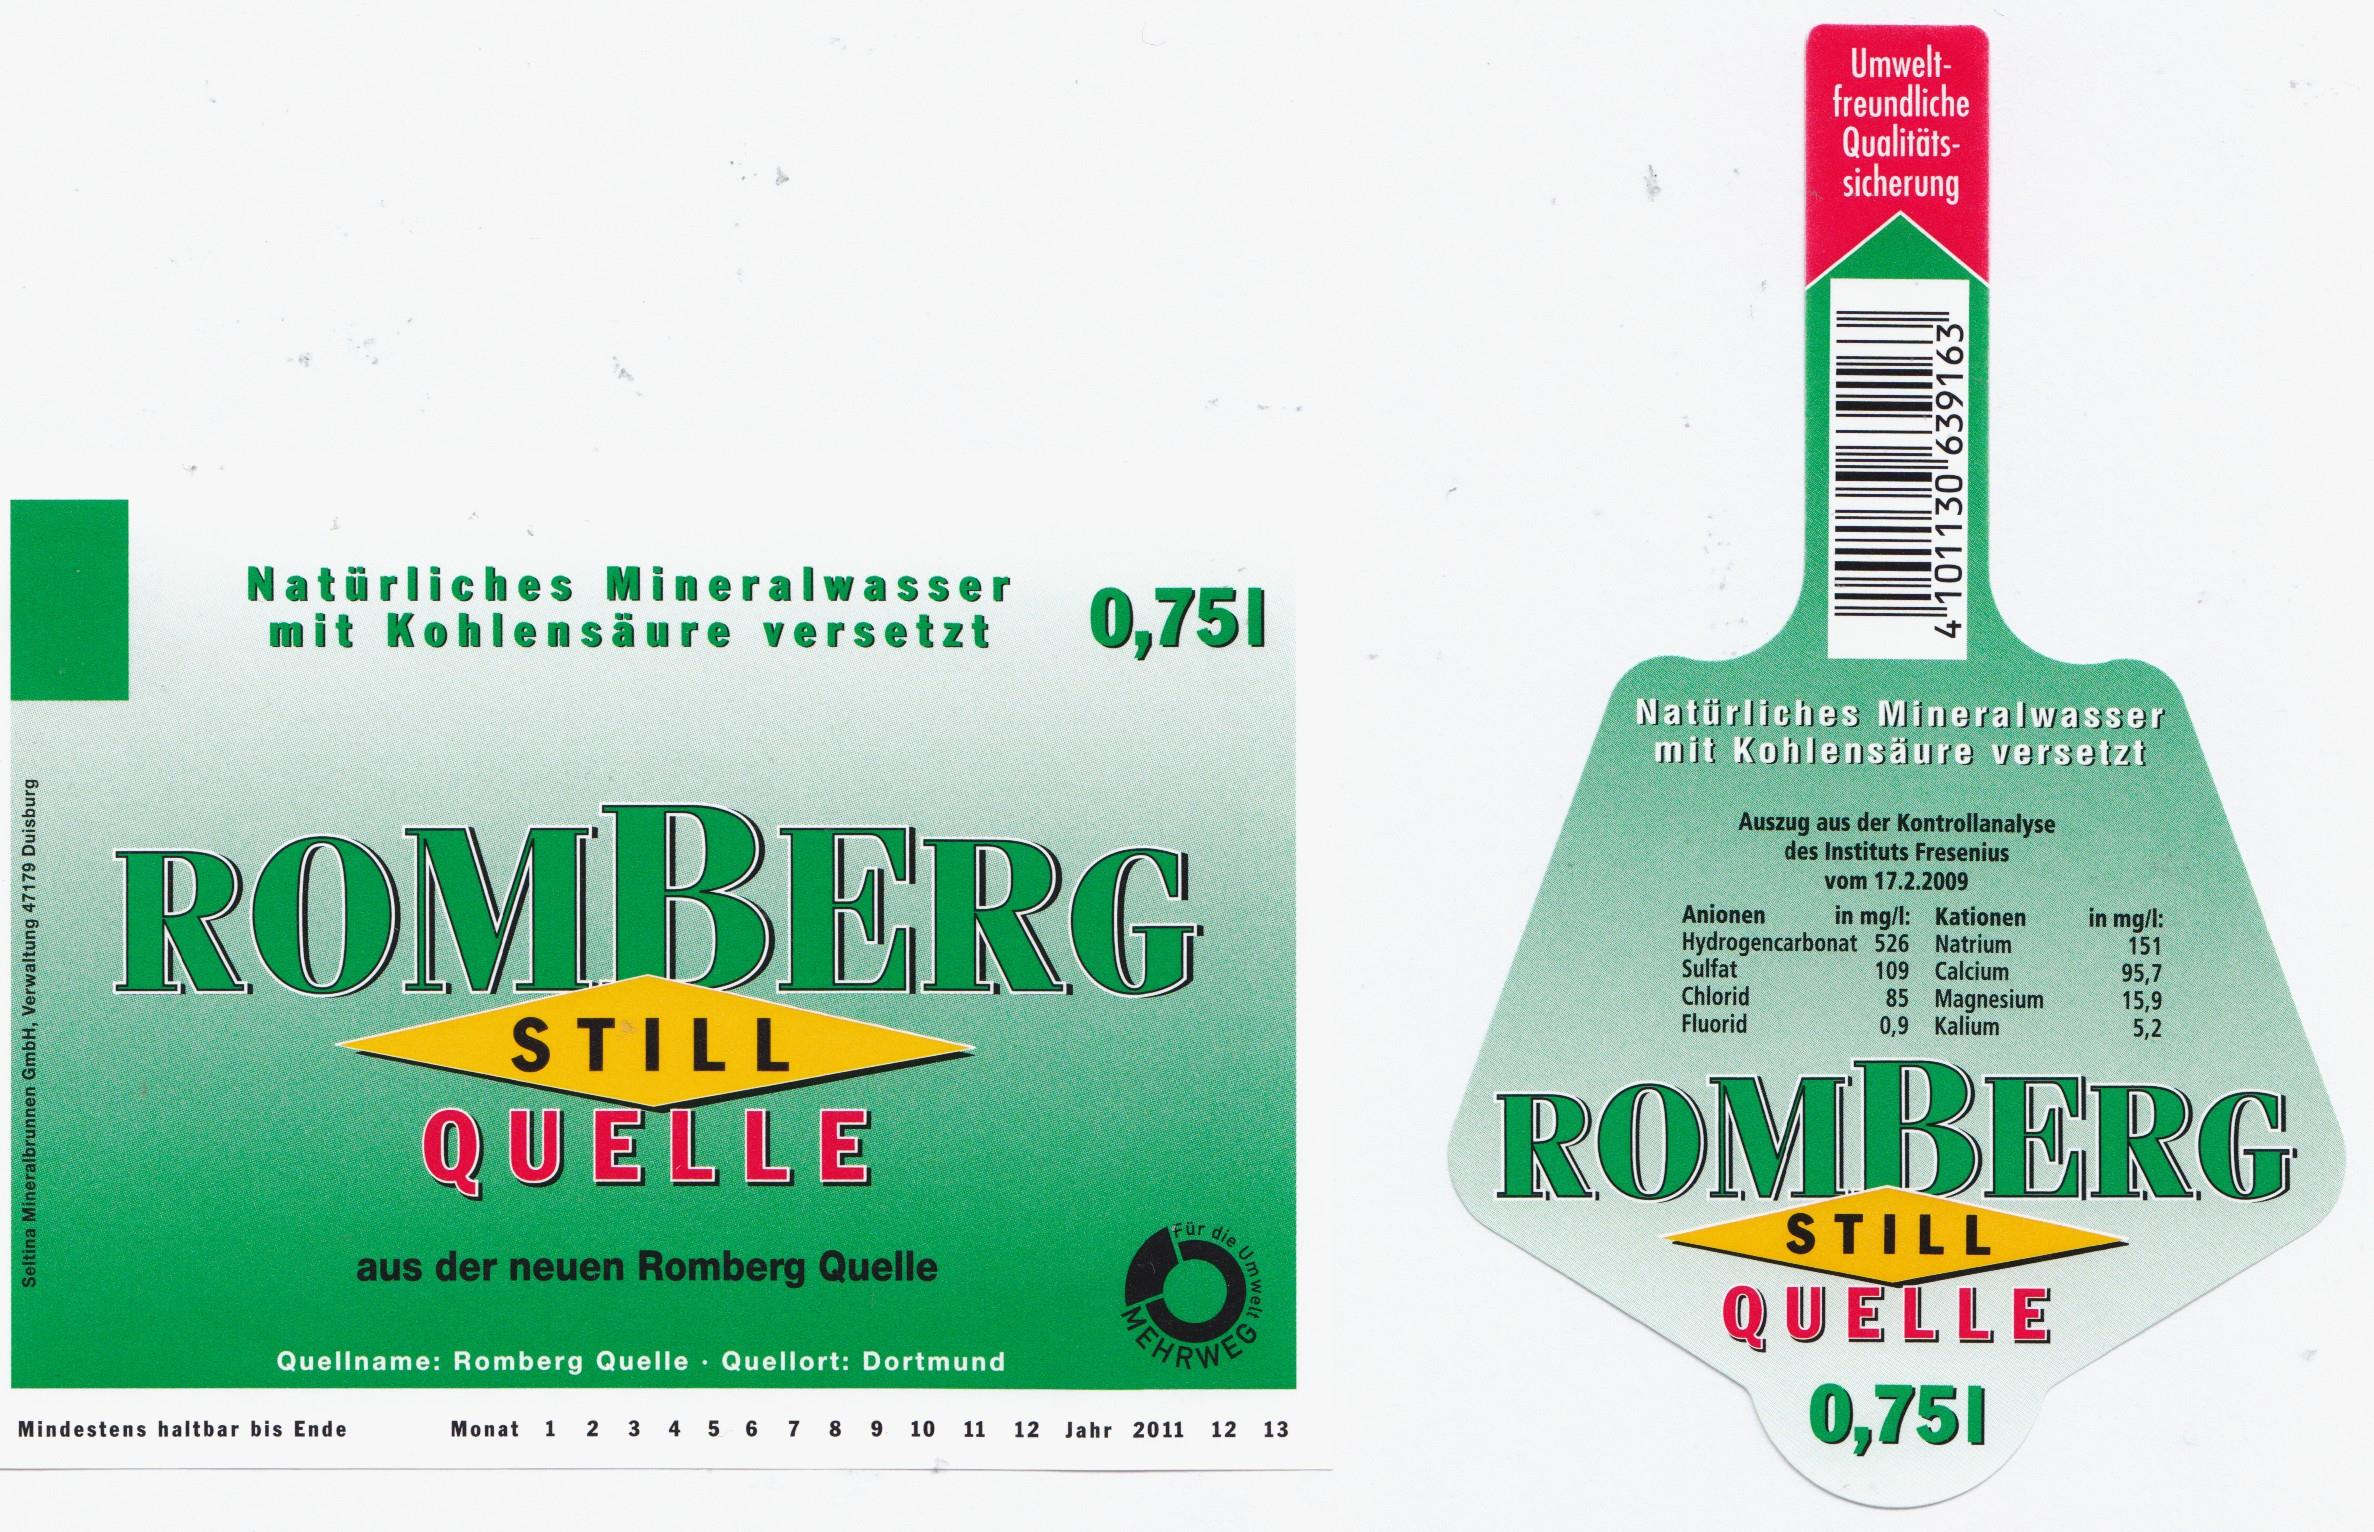 Natürliches Mineralwasser
mit Kohlensäure versetzt
0,75l
ROMBERG
STILL
QUELLE
aus der neuen Romberg Quelle
Für die Umwelt
MEHRWEG
Quellname: Romberg Quelle · Quellort: Dortmund
Seltina Mineralbrunnen GmbH, Verwaltung 47179 Duisburg
Mindestens haltbar bis Ende Monat 1 2 3 4 5 6 7 8 9 10 11 12 Jahr 2011 12 13
Umwelt-
freundliche
Qualitäts-
sicherung
4 101130 639163
Natürliches Mineralwasser
mit Kohlensäure versetzt
Auszug aus der Kontrollanalyse
des Instituts Fresenius
vom 17.2.2009
Anionen in mg/l: Kationen in mg/l:
Hydrogencarbonat 526 Natrium 151
Sulfat 109 Calcium 95,7
Chlorid 85 Magnesium 15,9
Fluorid 0,9 Kalium 5,2
ROMBERG
STILL
QUELLE
0,75l